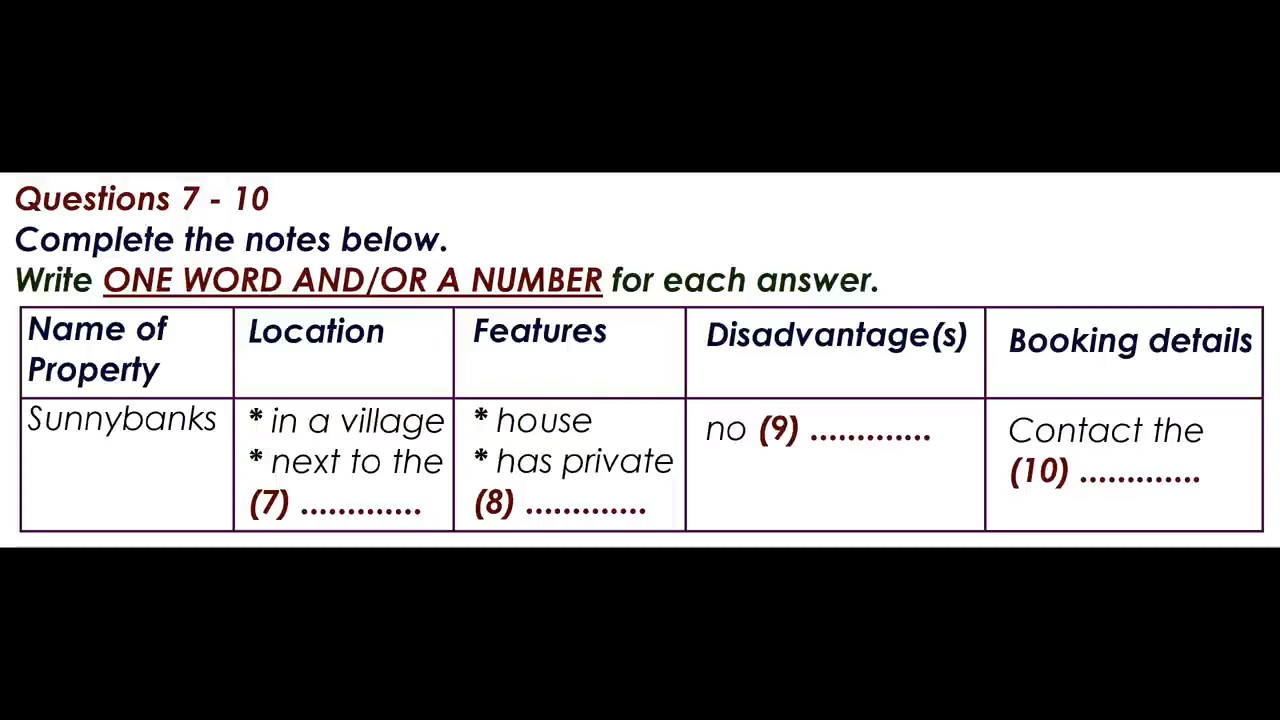 Questions 7 - 10
Complete the notes below.
Write ONE WORD AND/OR A NUMBER for each answer.
Name of
Property
Location
Features
Disadvantage(s)
Booking details
Sunnybanks
* in a village
* next to the
(7) .............
* house
* has private
(8) .............
no (9) .............
Contact the
(10) .............